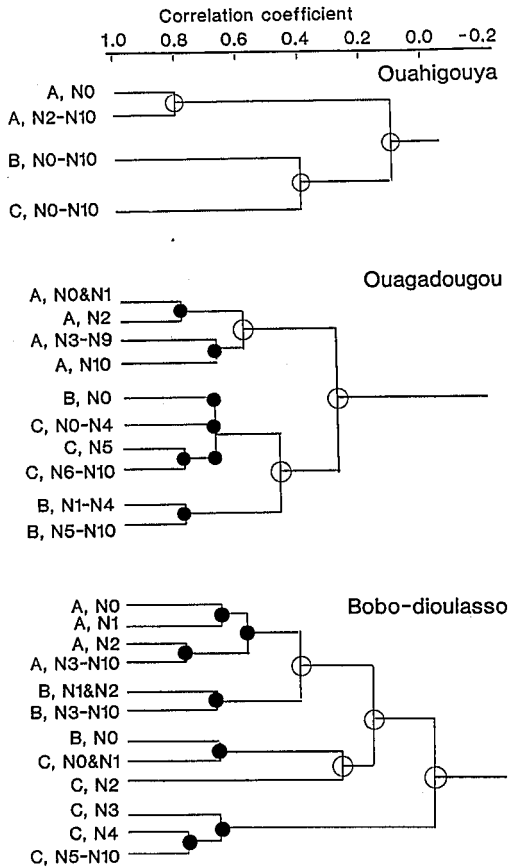 Correlation coefficient
1.0 0.8 0.6 0.4 0.2 0.0 -0.2
Ouahigouya
A, N0
A, N2-N10
B, N0-N10
C, N0-N10
Ouagadougou
A, N0&N1
A, N2
A, N3-N9
A, N10
B, N0
C, N0-N4
C, N5
C, N6-N10
B, N1-N4
B, N5-N10
Bobo-dioulasso
A, N0
A, N1
A, N2
A, N3-N10
B, N1&N2
B, N3-N10
B, N0
C, N0&N1
C, N2
C, N3
C, N4
C, N5-N10